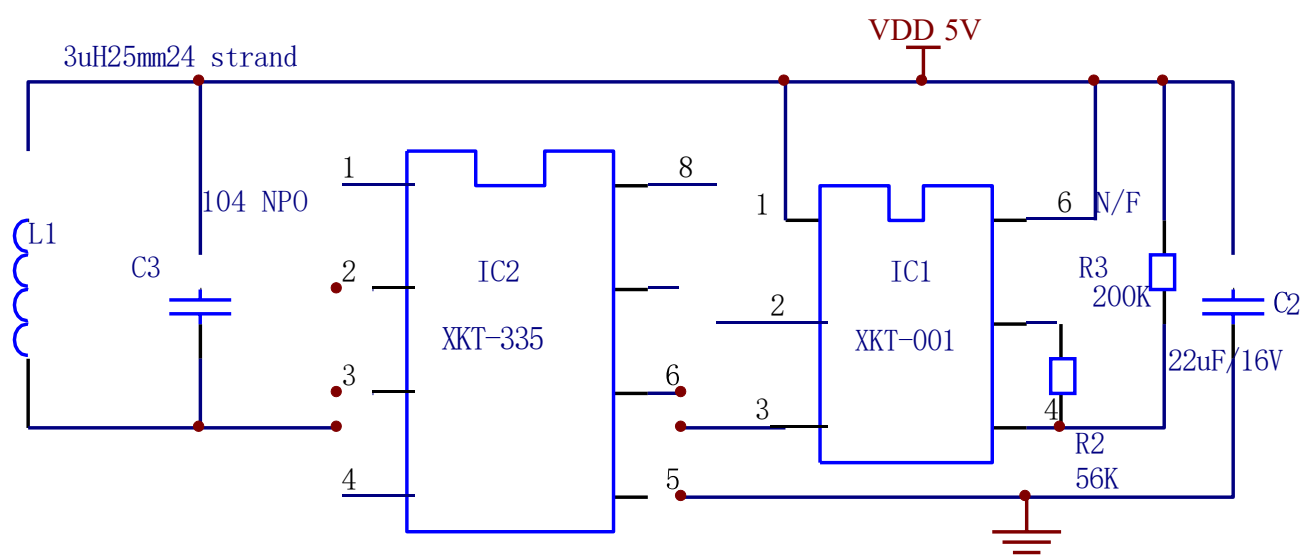 VDD 5V
3uH25mm24 strand
1
8
104 NPO
1
6
N/F
L1
C3
2
IC2
IC1
R3
200K
2
C2
XKT-335
XKT-001
22uF/16V
3
6
3
4
R2
4
5
56K